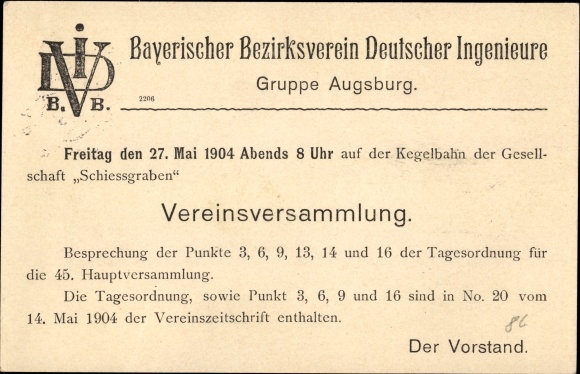 VDI
B. B.
Bayerischer Bezirksverein Deutscher Ingenieure
Gruppe Augsburg.
2206
Freitag den 27. Mai 1904 Abends 8 Uhr auf der Kegelbahn der Gesell-
schaft „Schiessgraben“
Vereinsversammlung.
Besprechung der Punkte 3, 6, 9, 13, 14 und 16 der Tagesordnung für
die 45. Hauptversammlung.
Die Tagesordnung, sowie Punkt 3, 6, 9 und 16 sind in No. 20 vom
14. Mai 1904 der Vereinszeitschrift enthalten.
Der Vorstand.